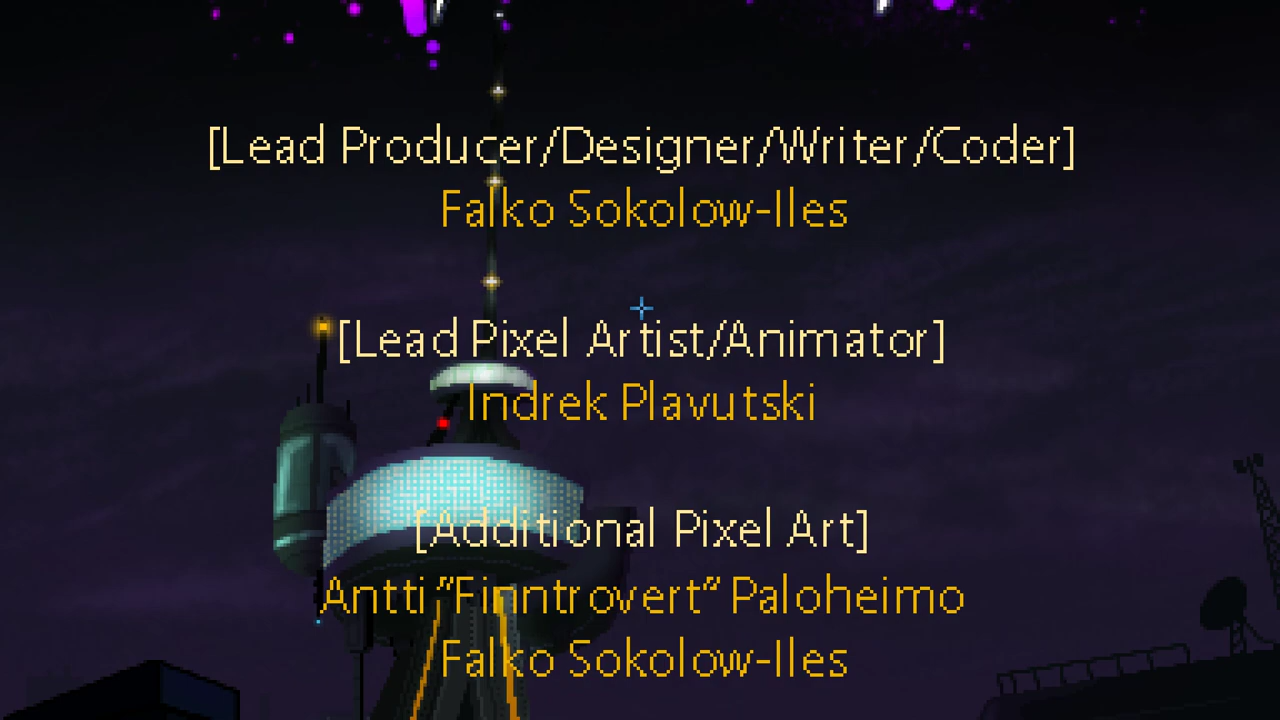 [Lead Producer/Designer/Writer/Coder]
Falko Sokolow-Iles
[Lead Pixel Artist/Animator]
Indrek Plavutski
[Additional Pixel Art]
Antti “Finntrovert“ Paloheimo
Falko Sokolow-Iles